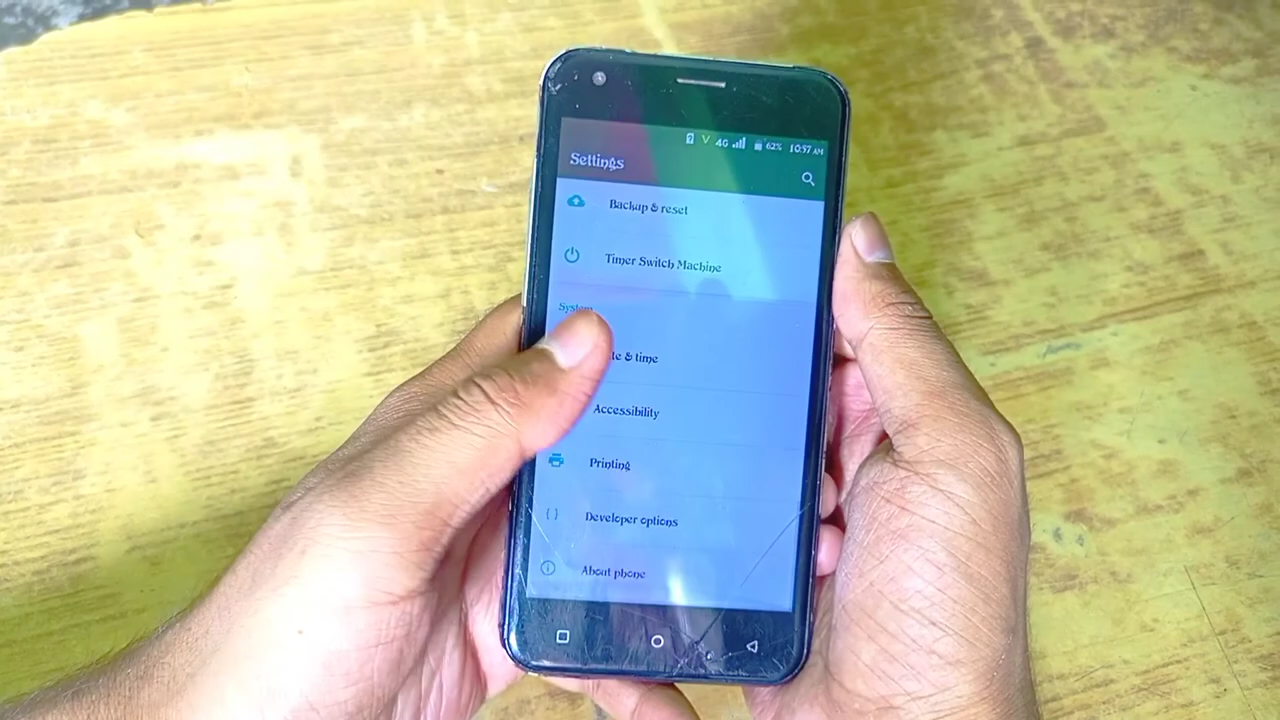 4G 62% 10:57 AM
Settings
Backup & reset
Timer Switch Machine
System
te & time
Accessibility
Printing
Developer options
About phone